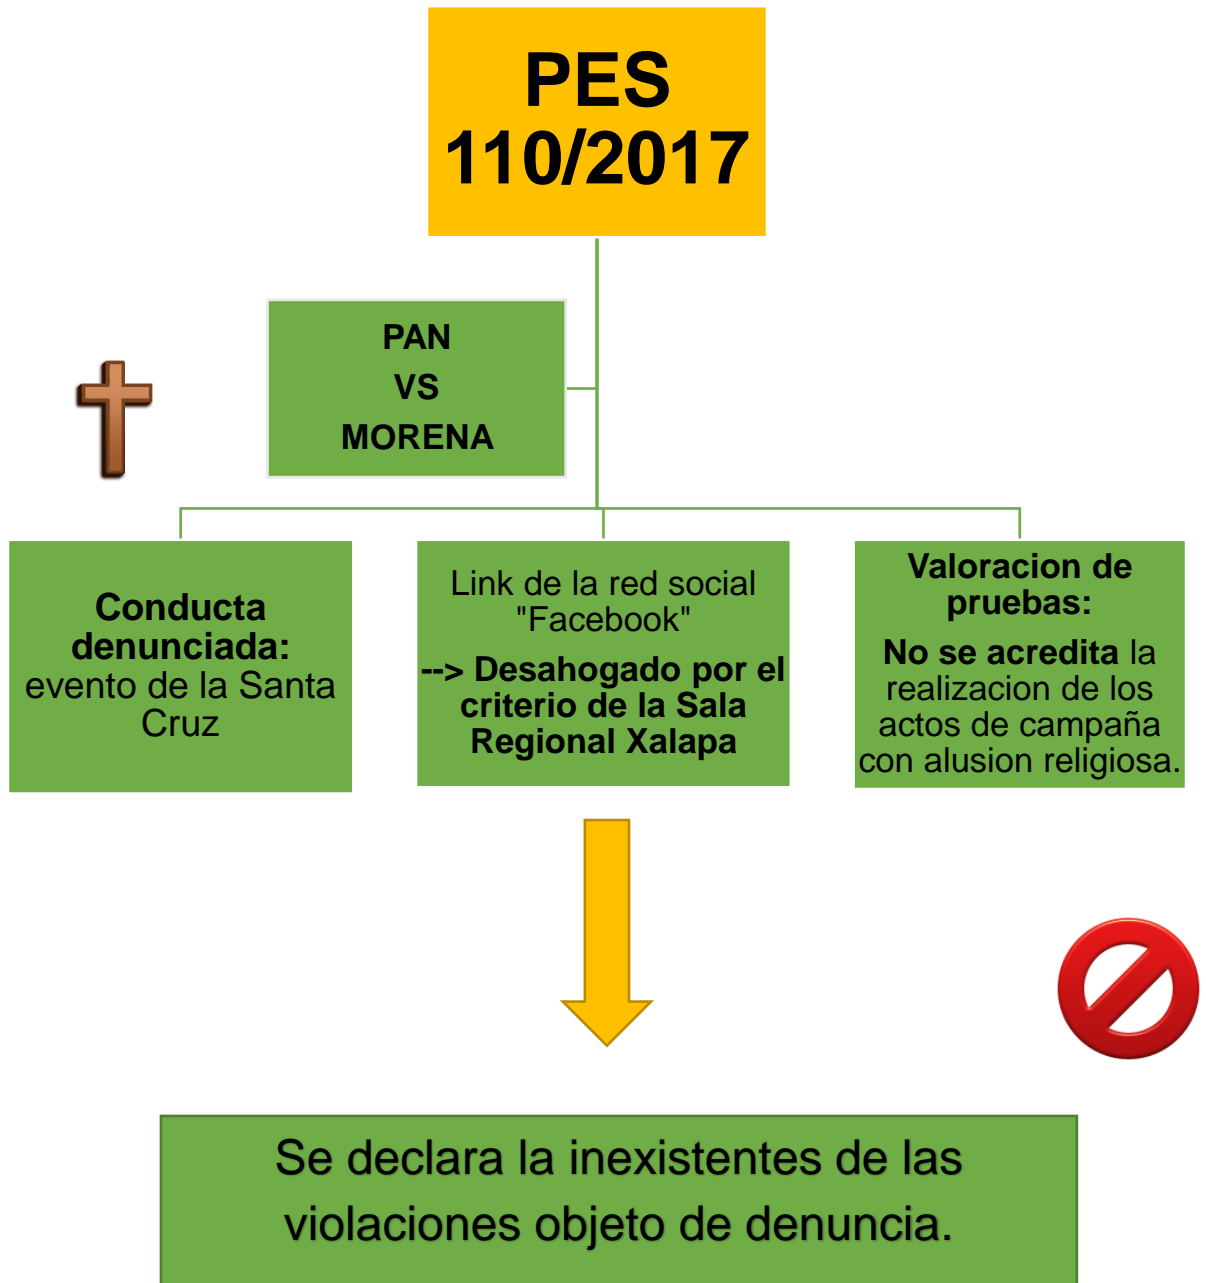 PES
110/2017
PAN
VS
MORENA
Conducta
denunciada:
evento de la Santa
Cruz
Link de la red social
"Facebook"
--> Desahogado por el
criterio de la Sala
Regional Xalapa
Valoracion de
pruebas:
No se acredita la
realizacion de los
actos de campaña
con alusion religiosa.
Se declara la inexistentes de las
violaciones objeto de denuncia.